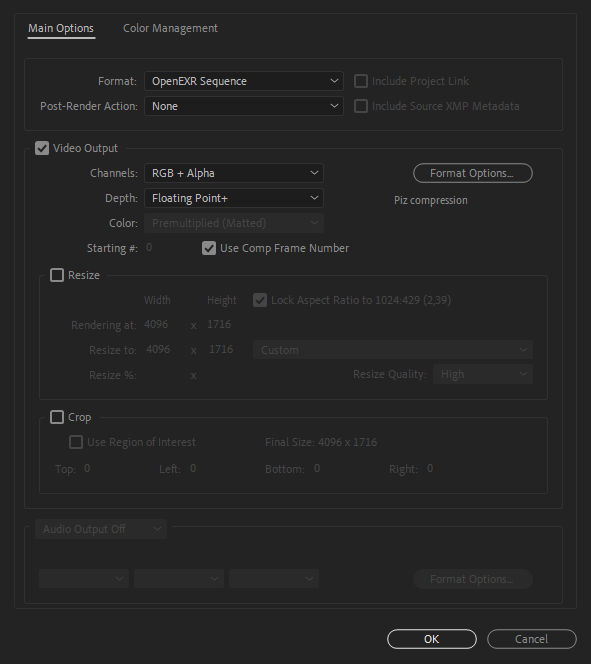 Main Options Color Management
Format: OpenEXR Sequence Include Project Link
Post-Render Action: None Include Source XMP Metadata
Video Output
Channels: RGB + Alpha Format Options...
Depth: Floating Point+ Piz compression
Color: Premultiplied (Matted)
Starting #: 0 Use Comp Frame Number
Resize
Width Height Lock Aspect Ratio to 1024:429 (2,39)
Rendering at: 4096 x 1716
Resize to: 4096 x 1716 Custom
Resize %: x Resize Quality: High
Crop
Use Region of Interest Final Size: 4096 x 1716
Top: 0 Left: 0 Bottom: 0 Right: 0
Audio Output Off
Format Options...
OK Cancel